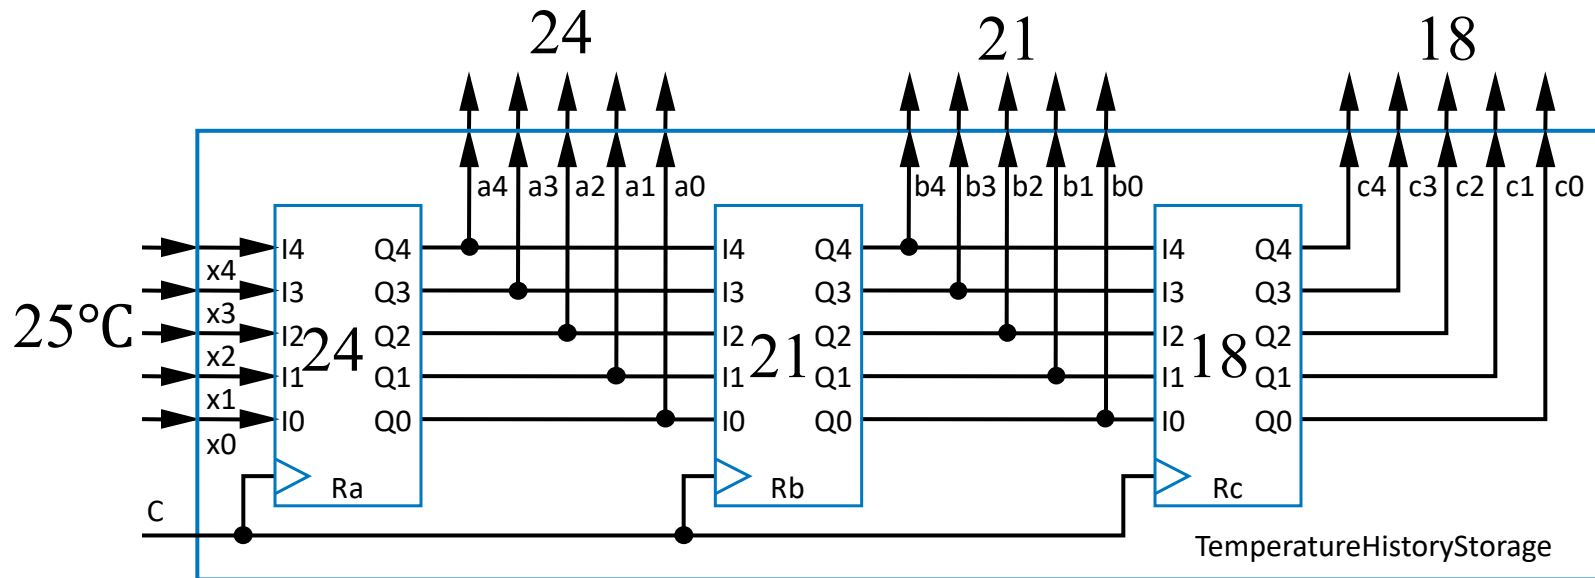 24 21 18
a4 a3 a2 a1 a0 b4 b3 b2 b1 b0 c4 c3 c2 c1 c0
I4 Q4 I4 Q4 I4 Q4
x4
I3 Q3 I3 Q3 I3 Q3
x3
25°C
I2 Q2 I2 Q2 I2 Q2
24 21 18
x2
I1 Q1 I1 Q1 I1 Q1
x1
I0 Q0 I0 Q0 I0 Q0
x0
Ra Rb Rc
C
TemperatureHistoryStorage